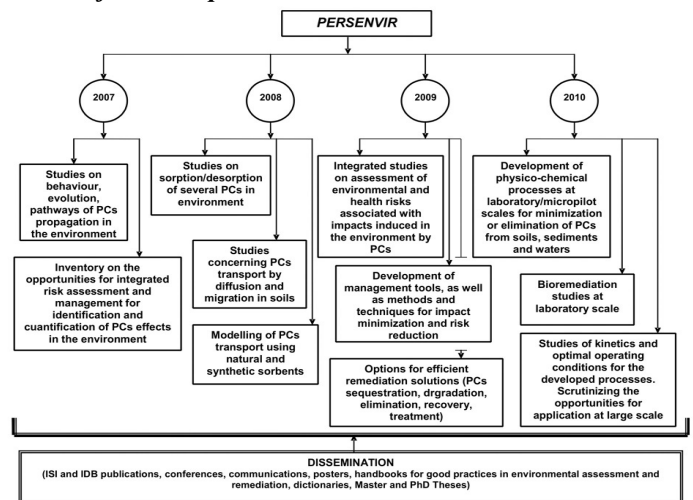 PERSENVIR
2007
2008
2009
2010
Studies on
behaviour,
evolution,
pathways of PCs
propagation in
the environment
Inventory on the
opportunities for integrated
risk assessment and
management for
identification and
cuantification of PCs effects
in the environment
Studies on
sorption/desorption
of several PCs in
environment
Studies
concerning PCs
transport by
diffusion and
migration in soils
Modelling of PCs
transport using
natural and
synthetic sorbents
Integrated studies
on assessment of
environmental and
health risks
associated with
impacts induced in
the environment by
PCs
Development of
management tools, as
well as methods and
techniques for impact
minimization and risk
reduction
Options for efficient
remediation solutions (PCs
sequestration, drgradation,
elimination, recovery,
treatment)
Development of
physico-chemical
processes at
laboratory/micropilot
scales for minimization
or elimination of PCs
from soils, sediments
and waters
Bioremediation
studies at
laboratory scale
Studies of kinetics and
optimal operating
conditions for the
developed processes.
Scrutinizing the
opportunities for
application at large scale
DISSEMINATION
(ISI and IDB publications, conferences, communications, posters, handbooks for good practices in environmental assessment and
remediation, dictionaries, Master and PhD Theses)